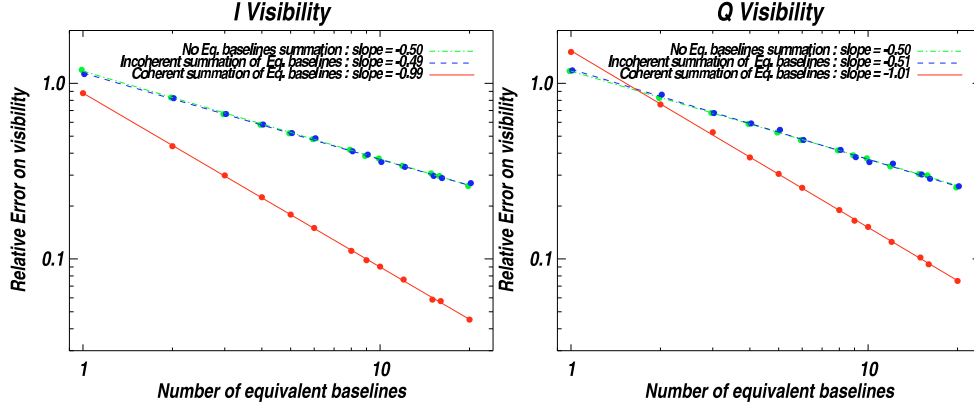 I Visibility
No Eq. baselines summation : slope = -0.50
Incoherent summation of Eq. baselines : slope = -0.49
Coherent summation of Eq. baselines : slope = -0.99
Relative Error on visibility
1.0
0.1
1
10
Number of equivalent baselines
Q Visibility
No Eq. baselines summation : slope = -0.50
Incoherent summation of Eq. baselines : slope = -0.51
Coherent summation of Eq. baselines : slope = -1.01
Relative Error on visibility
1.0
0.1
1
10
Number of equivalent baselines